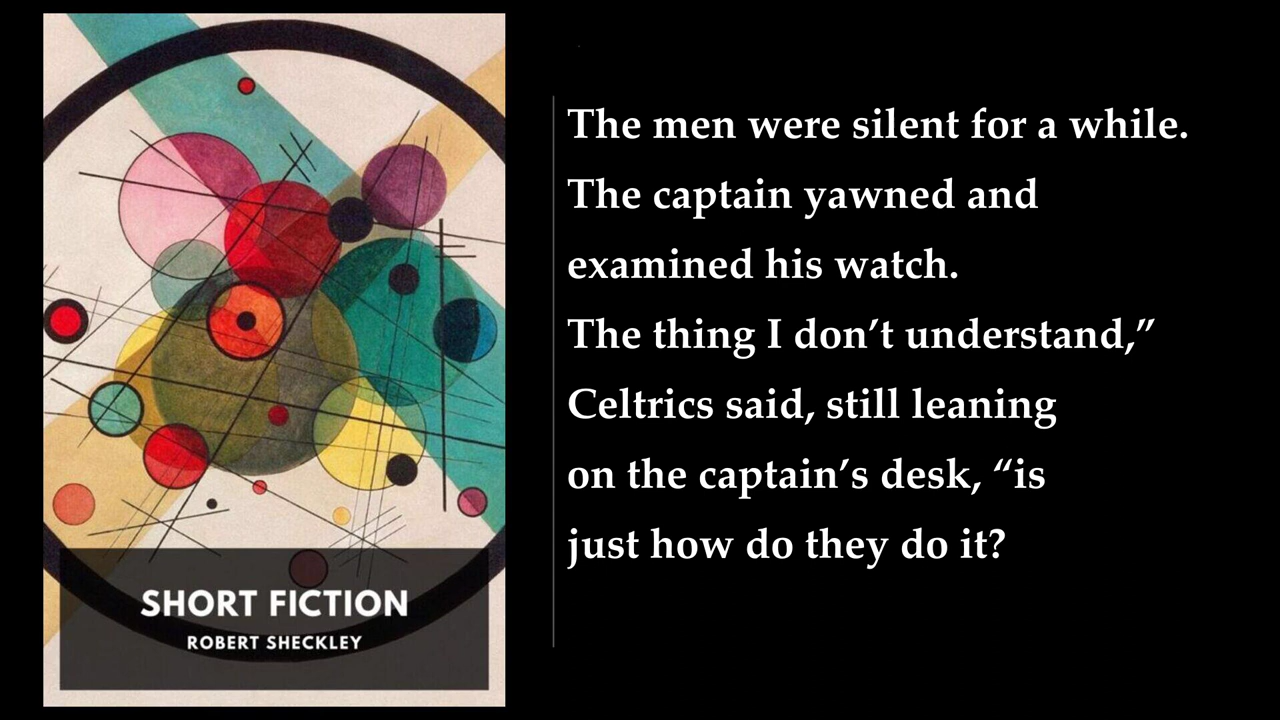 SHORT FICTION
ROBERT SHECKLEY
The men were silent for a while.
The captain yawned and
examined his watch.
The thing I don’t understand,”
Celtrics said, still leaning
on the captain’s desk, “is
just how do they do it?